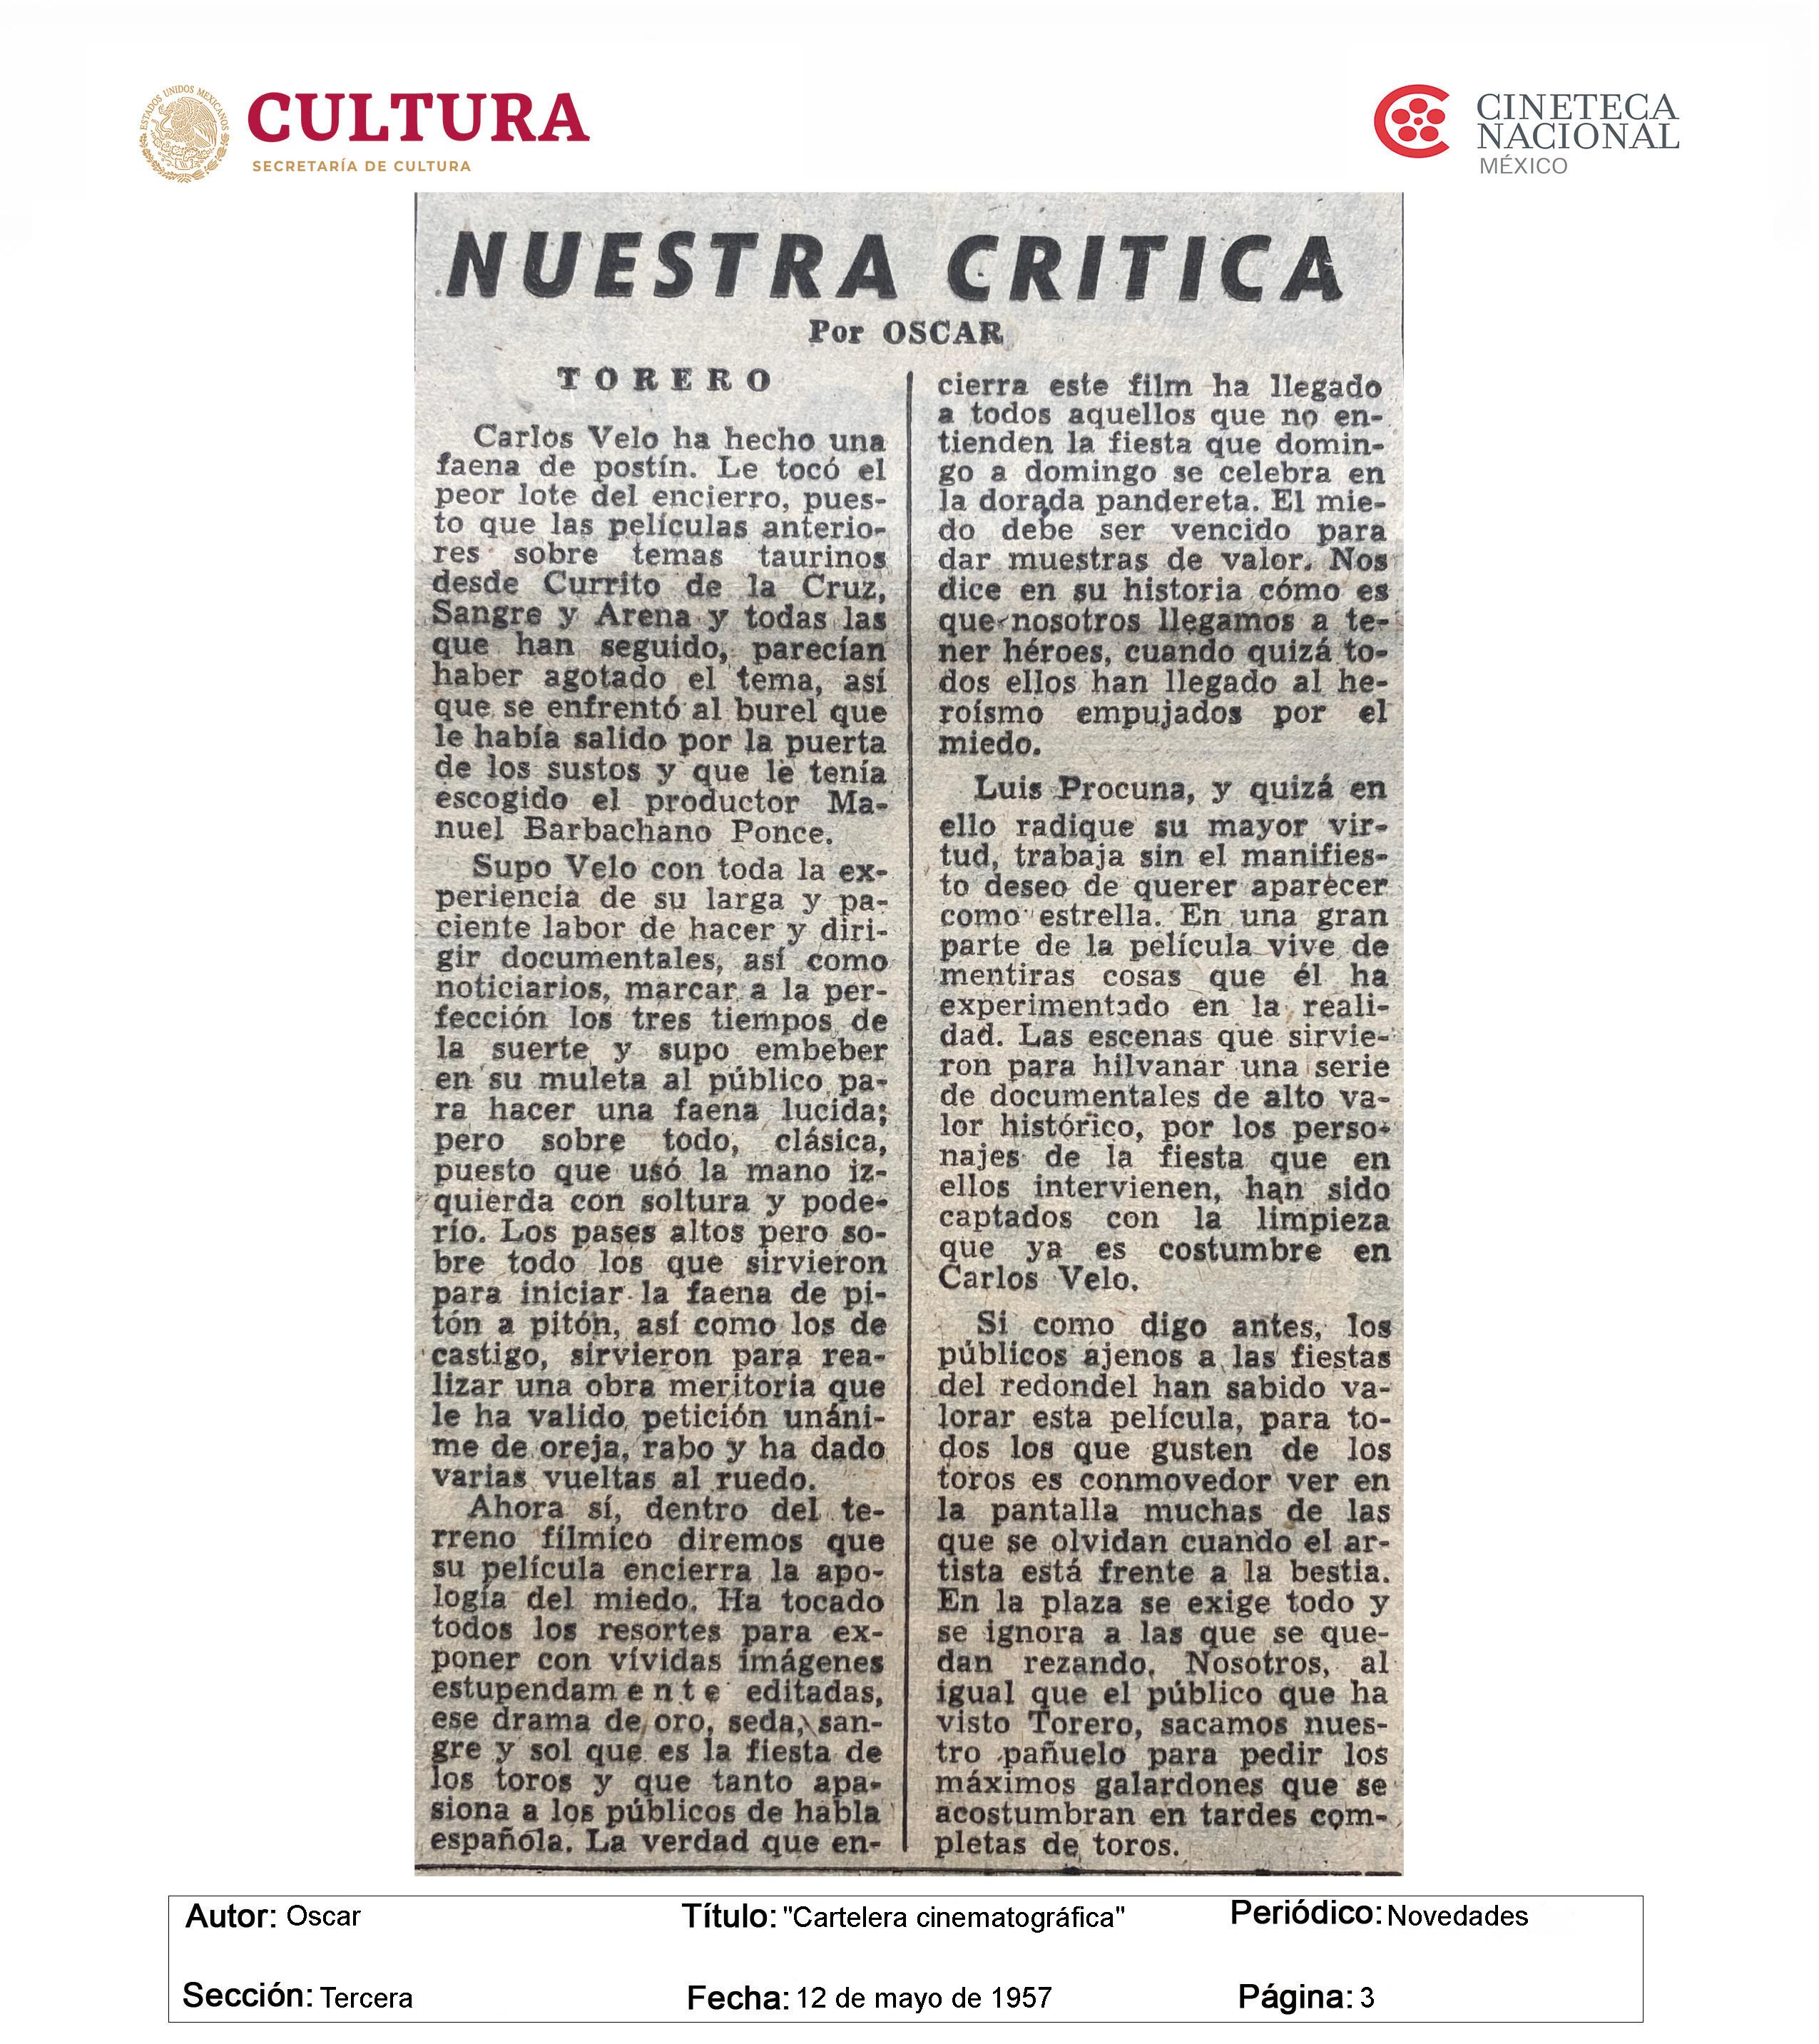 ESTADOS UNIDOS MEXICANOS
CULTURA
SECRETARÍA DE CULTURA
CINETECA
NACIONAL
MÉXICO
NUESTRA CRITICA
Por OSCAR
TORERO
Carlos Velo ha hecho una
faena de postín. Le tocó el
peor lote del encierro, pues-
to que las películas anterio-
res sobre temas taurinos
desde Currito de la Cruz,
Sangre y Arena y todas las
que han seguido, parecían
haber agotado el tema, así
que se enfrentó al burel que
le había salido por la puerta
de los sustos y que le tenía
escogido el productor Ma-
nuel Barbachano Ponce.
Supo Velo con toda la ex-
periencia de su larga y pa-
ciente labor de hacer y diri-
gir documentales, así como
noticiarios, marcar a la per-
fección los tres tiempos de
la suerte y supo embeber
en su muleta al público pa-
ra hacer una faena lucida;
pero sobre todo, clásica,
puesto que usó la mano iz-
quierda con soltura y pode-
río. Los pases altos pero so-
bre todo los que sirvieron
para iniciar la faena de pi-
tón a pitón, así como los de
castigo, sirvieron para rea-
lizar una obra meritoria que
le ha valido petición unáni-
me de oreja, rabo y ha dado
varias vueltas al ruedo.
Ahora sí, dentro del te-
rreno fílmico diremos que
su película encierra la apo-
logía del miedo. Ha tocado
todos los resortes para ex-
poner con vívidas imágenes
estupendamente editadas,
ese drama de oro, seda, san-
gre y sol que es la fiesta de
los toros y que tanto apa-
siona a los públicos de habla
española. La verdad que en-
cierra este film ha llegado
a todos aquellos que no en-
tienden la fiesta que domin-
go a domingo se celebra en
la dorada pandereta. El mie-
do debe ser vencido para
dar muestras de valor. Nos
dice en su historia cómo es
que nosotros llegamos a te-
ner héroes, cuando quizá to-
dos ellos han llegado al he-
roísmo empujados por el
miedo.
Luis Procuna, y quizá en
ello radique su mayor vir-
tud, trabaja sin el manifies-
to deseo de querer aparecer
como estrella. En una gran
parte de la película vive de
mentiras cosas que él ha
experimentado en la reali-
dad. Las escenas que sirvie-
ron para hilvanar una serie
de documentales de alto va-
lor histórico, por los perso-
najes de la fiesta que en
ellos intervienen, han sido
captados con la limpieza
que ya es costumbre en
Carlos Velo.
Si como digo antes, los
públicos ajenos a las fiestas
del redondel han sabido va-
lorar esta película, para to-
dos los que gusten de los
toros es conmovedor ver en
la pantalla muchas de las
que se olvidan cuando el ar-
tista está frente a la bestia.
En la plaza se exige todo y
se ignora a las que se que-
dan rezando. Nosotros, al
igual que el público que ha
visto Torero, sacamos nues-
tro pañuelo para pedir los
máximos galardones que se
acostumbran en tardes com-
pletas de toros.
Autor: Oscar Título: "Cartelera cinematográfica" Periódico: Novedades
Sección: Tercera Fecha: 12 de mayo de 1957 Página: 3